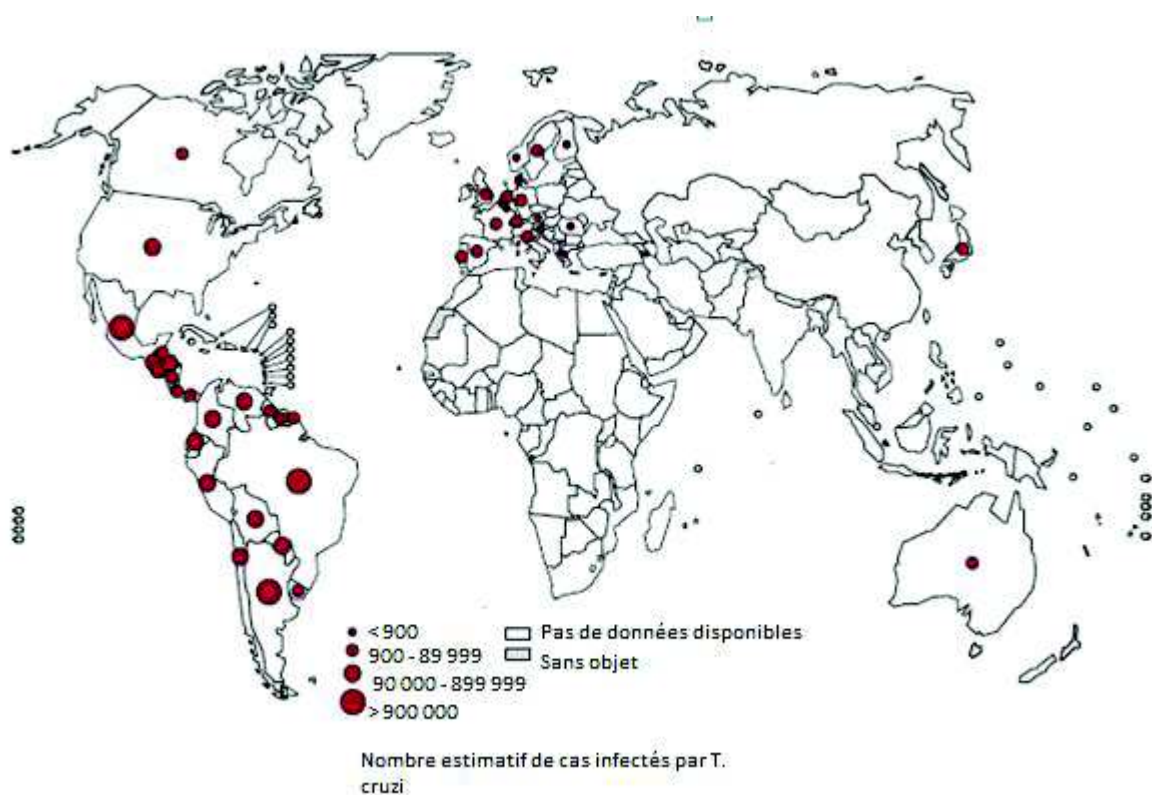 < 900
900 - 89 999
90 000 - 899 999
> 900 000
Pas de données disponibles
Sans objet
Nombre estimatif de cas infectés par T.
cruzi